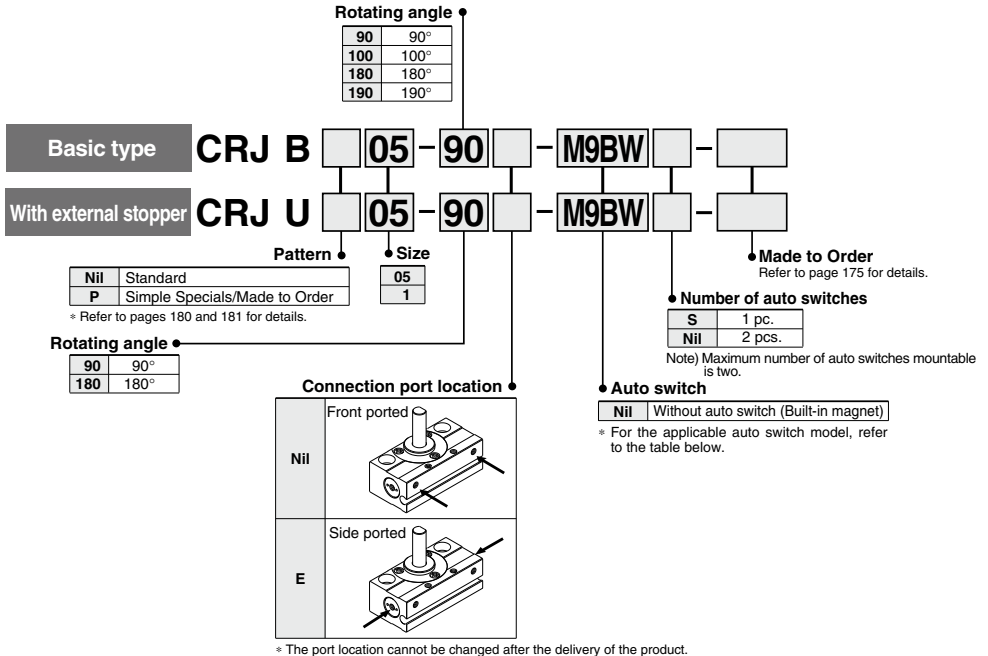 Rotating angle
90 90°
100 100°
180 180°
190 190°
Basic type CRJ B 05 - 90 - M9BW -
With external stopper CRJ U 05 - 90 - M9BW -
Pattern
Nil Standard
P Simple Specials/Made to Order
* Refer to pages 180 and 181 for details.
Size
05
1
Made to Order
Refer to page 175 for details.
Number of auto switches
S 1 pc.
Nil 2 pcs.
Note) Maximum number of auto switches mountable
is two.
Rotating angle
90 90°
180 180°
Connection port location
Nil Front ported
E Side ported
* The port location cannot be changed after the delivery of the product.
Auto switch
Nil Without auto switch (Built-in magnet)
* For the applicable auto switch model, refer
to the table below.